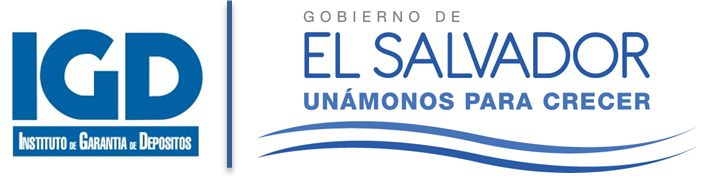 IGD
INSTITUTO DE GARANTIA DE DEPOSITOS
GOBIERNO DE
EL SALVADOR
UNÁMONOS PARA CRECER